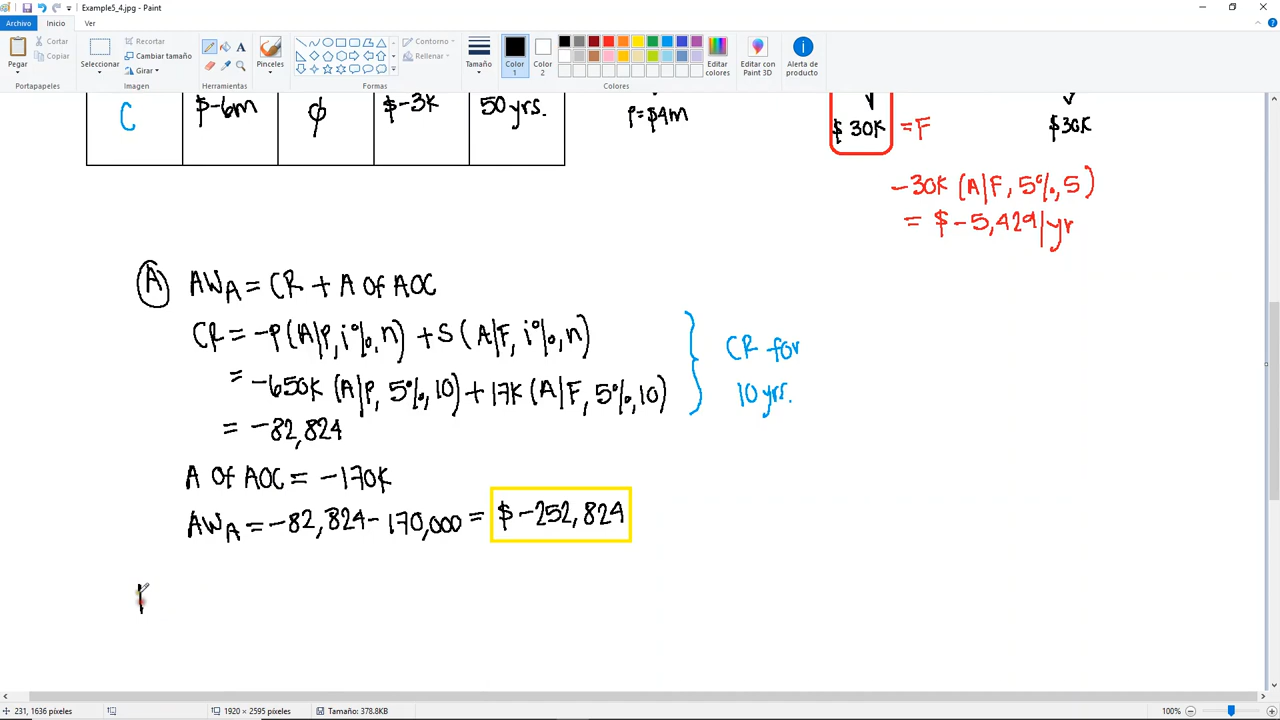 Example5_4.jpg - Paint
Archivo Inicio Ver
Pegar
Cortar
Copiar
Portapapeles
Seleccionar
Recortar
Cambiar tamaño
Girar
Imagen
Herramientas
Pinceles
Contorno
Rellenar
Formas
Tamaño
Color 1
Color 2
Editar colores
Colores
Editar con Paint 3D
Alerta de producto
C $-6m ϕ $-3K 50 yrs.
P=$4m
$ 30K = F
$30K
-30K (A|F, 5%, 5)
= $-5,429/yr
A AWA = CR + A Of AOC
CR = -P(A|P, i%, n) + S (A|F, i%, n)
= -650K (A|P, 5%, 10) + 17K (A|F, 5%, 10)
= -82,824
CR for
10 yrs.
A Of AOC = -170K
AWA = -82,824 - 170,000 = $-252,824
231, 1636 píxeles
1920 × 2595 píxeles
Tamaño: 378.8KB
100%